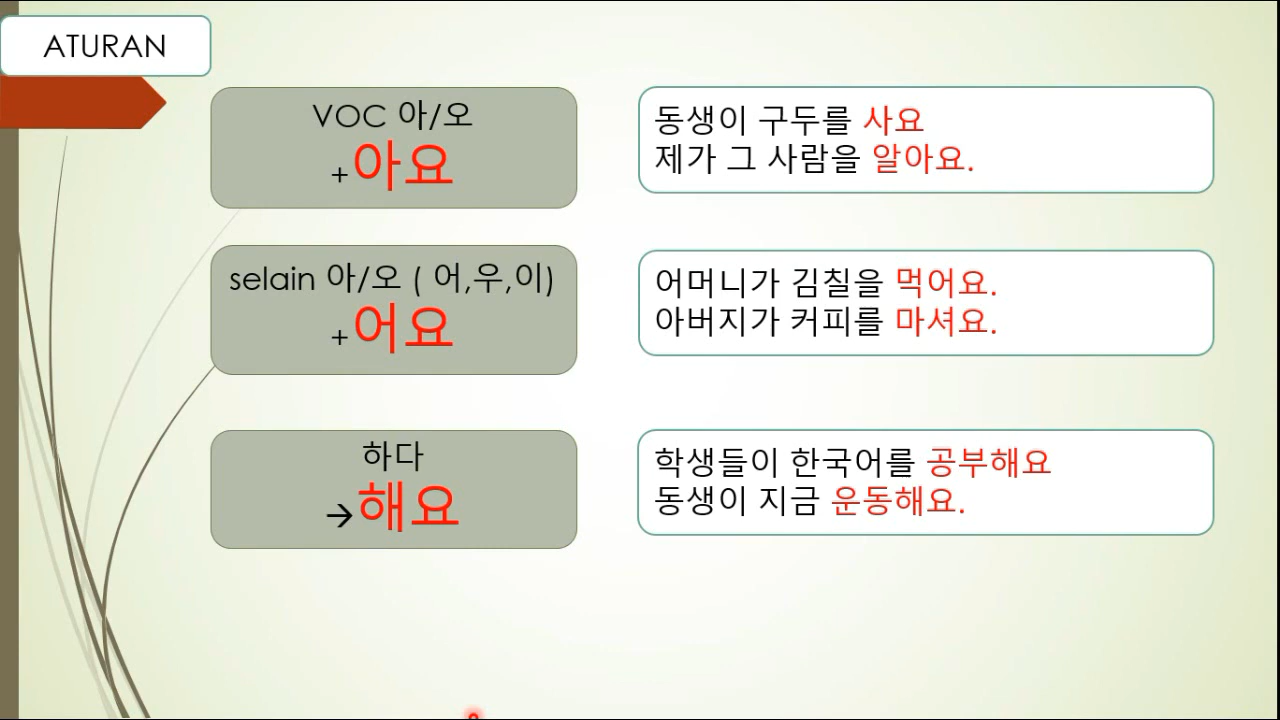 ATURAN
VOC 아/오
+아요
동생이 구두를 사요
제가 그 사람을 알아요.
selain 아/오 ( 어,우,이)
+어요
어머니가 김칠을 먹어요.
아버지가 커피를 마셔요.
하다
→해요
학생들이 한국어를 공부해요
동생이 지금 운동해요.